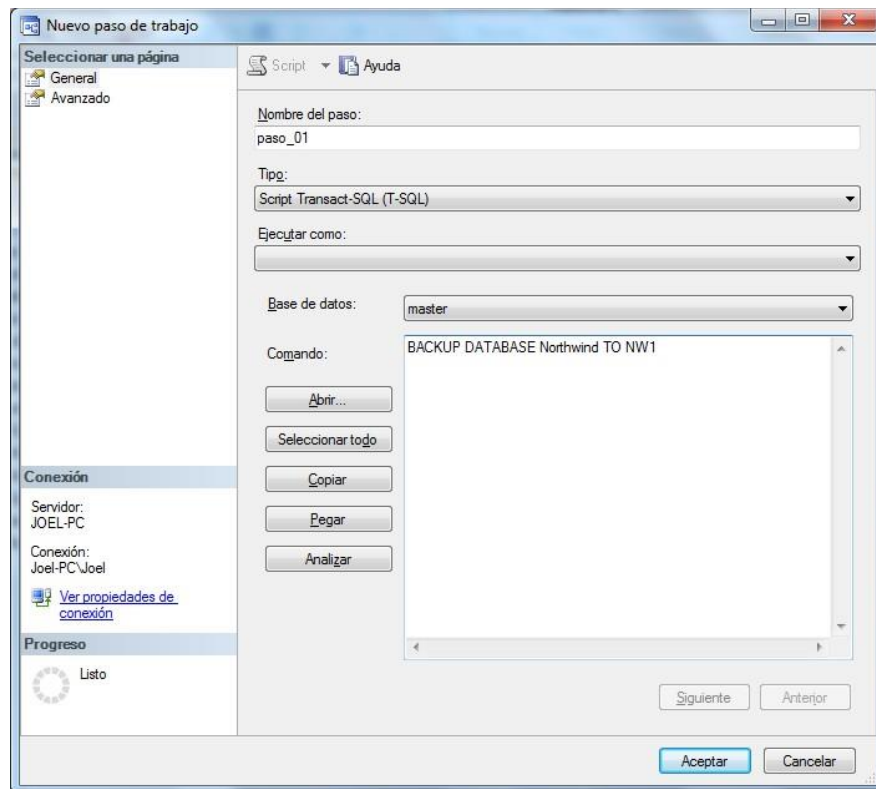 Nuevo paso de trabajo
Seleccionar una página
General
Avanzado
Script
Ayuda
Nombre del paso:
paso_01
Tipo:
Script Transact-SQL (T-SQL)
Ejecutar como:
Base de datos:
master
Comando:
BACKUP DATABASE Northwind TO NW1
Abrir...
Seleccionar todo
Copiar
Pegar
Analizar
Conexión
Servidor:
JOEL-PC
Conexión:
Joel-PC\Joel
Ver propiedades de
conexión
Progreso
Listo
Siguiente
Anterior
Aceptar
Cancelar